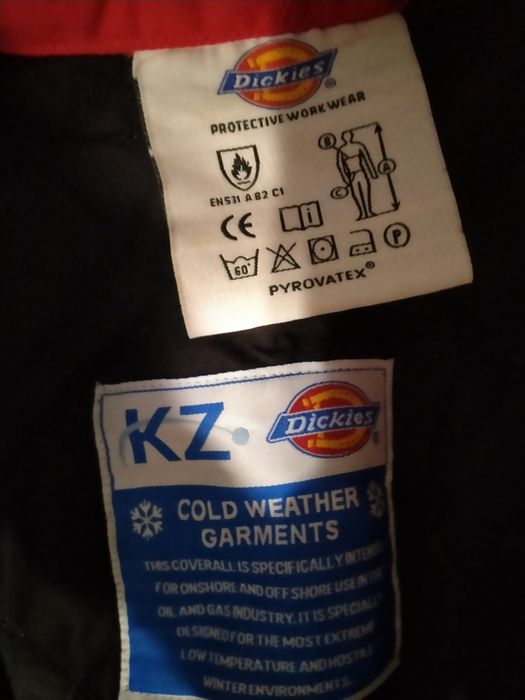 Dickies ®
PROTECTIVE WORKWEAR
EN531 A B2 C1
B
A
C
CE
i
60°
P
PYROVATEX®
KZ
Dickies ®
COLD WEATHER
GARMENTS
THIS COVERALL IS SPECIFICALLY
FOR ONSHORE AND OFF SHORE USE IN
OIL AND GAS INDUSTRY. IT IS
DESIGNED FOR THE MOST EXTREME
LOW TEMPERATURE AND HOSTILE
WINTER ENVIRONMENTS.